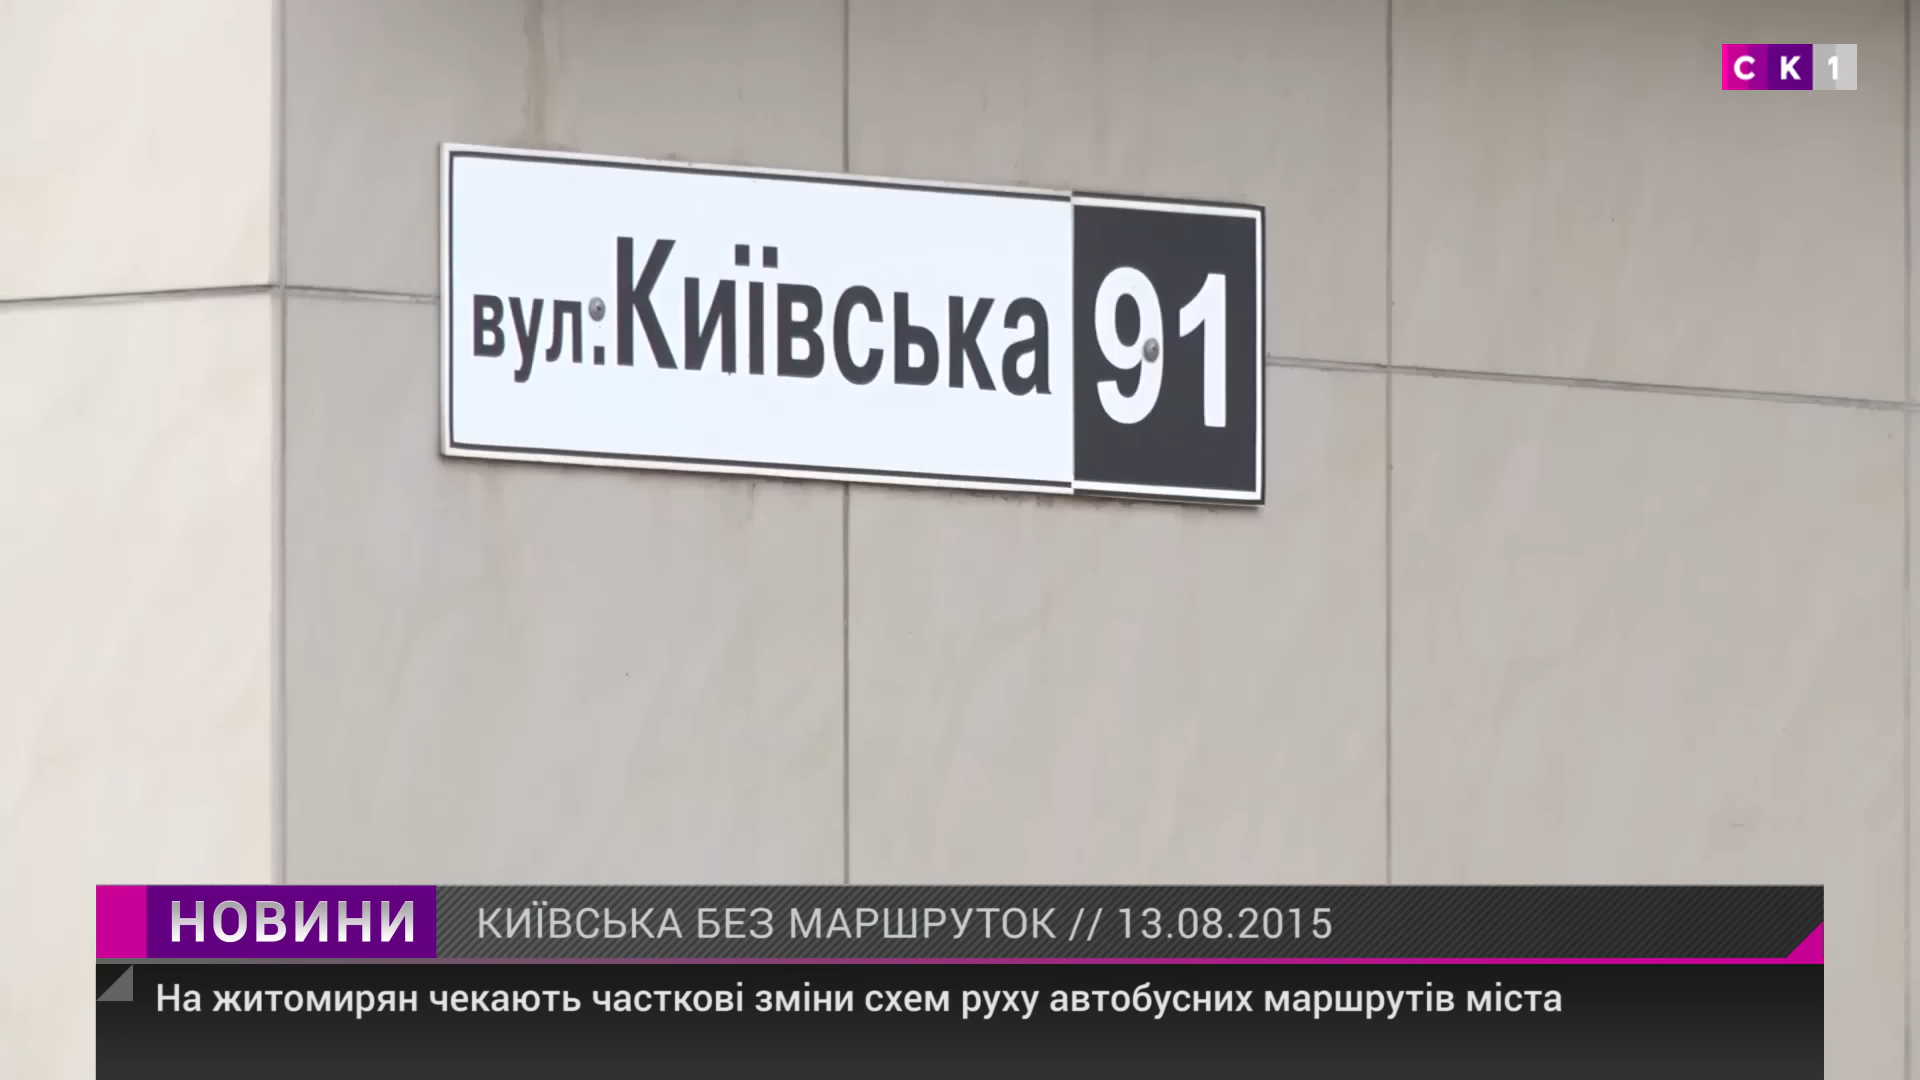 СК1
вул.Київська 91
НОВИНИ
КИЇВСЬКА БЕЗ МАРШРУТОК // 13.08.2015
На житомирян чекають часткові зміни схем руху автобусних маршрутів міста